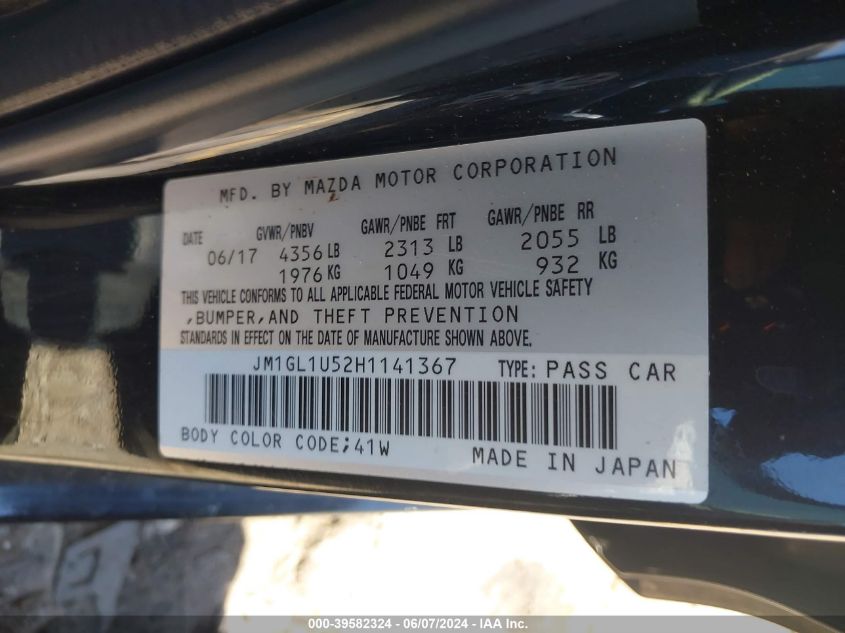 MFD. BY MAZDA MOTOR CORPORATION
DATE GVWR/PNBV GAWR/PNBE FRT GAWR/PNBE RR
06/17 4356 LB 2313 LB 2055 LB
1976 KG 1049 KG 932 KG
THIS VEHICLE CONFORMS TO ALL APPLICABLE FEDERAL MOTOR VEHICLE SAFETY
,BUMPER,AND THEFT PREVENTION
STANDARDS IN EFFECT ON THE DATE OF MANUFACTURE SHOWN ABOVE.
JM1GL1U52H1141367 TYPE: PASS CAR
BODY COLOR CODE;41W MADE IN JAPAN
000-39582324 - 06/07/2024 - IAA Inc.